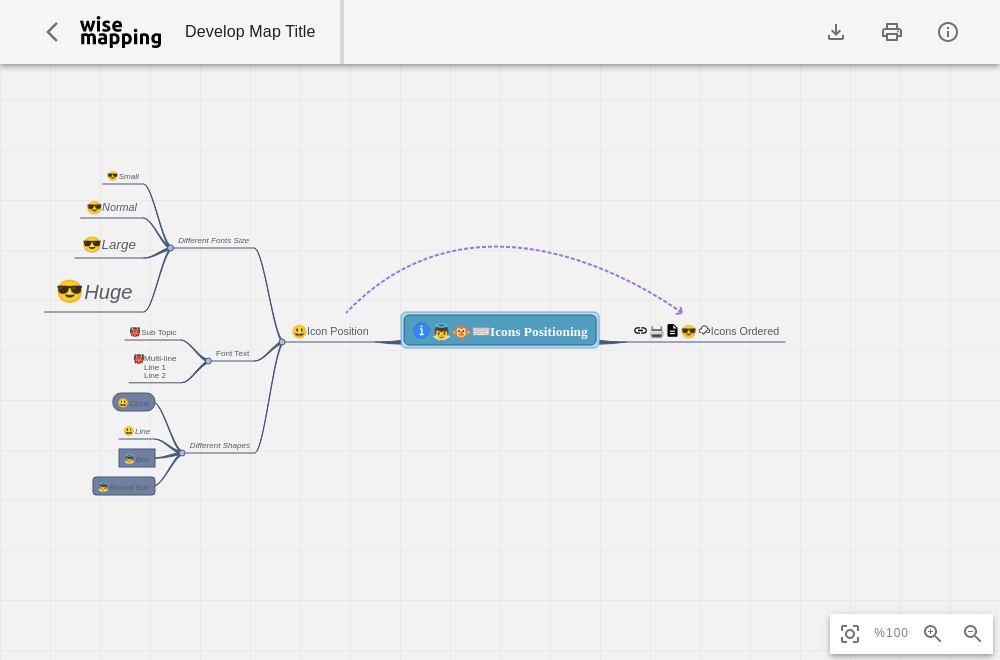 wise
mapping
Develop Map Title
Small
Normal
Large
Huge
Different Fonts Size
Sub Topic
Multi-line
Line 1
Line 2
Font Text
Circle
Line
Box
Round Box
Different Shapes
Icon Position
Icons Positioning
Icons Ordered
%100